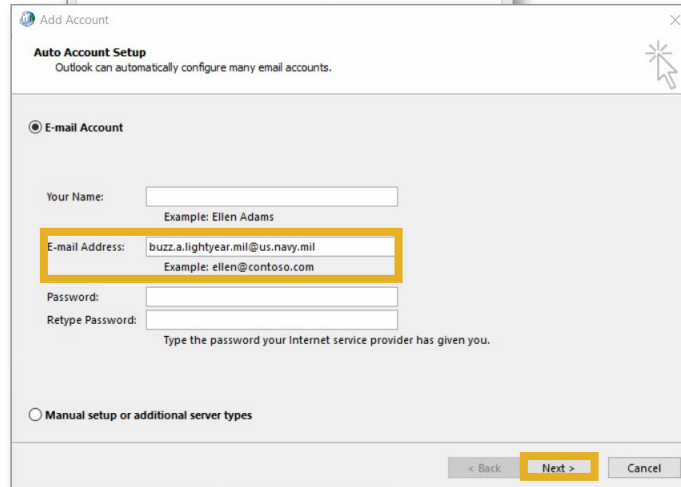 Add Account
Auto Account Setup
Outlook can automatically configure many email accounts.
E-mail Account
Your Name:
Example: Ellen Adams
E-mail Address: buzz.a.lightyear.mil@us.navy.mil
Example: ellen@contoso.com
Password:
Retype Password:
Type the password your Internet service provider has given you.
Manual setup or additional server types
< Back Next > Cancel